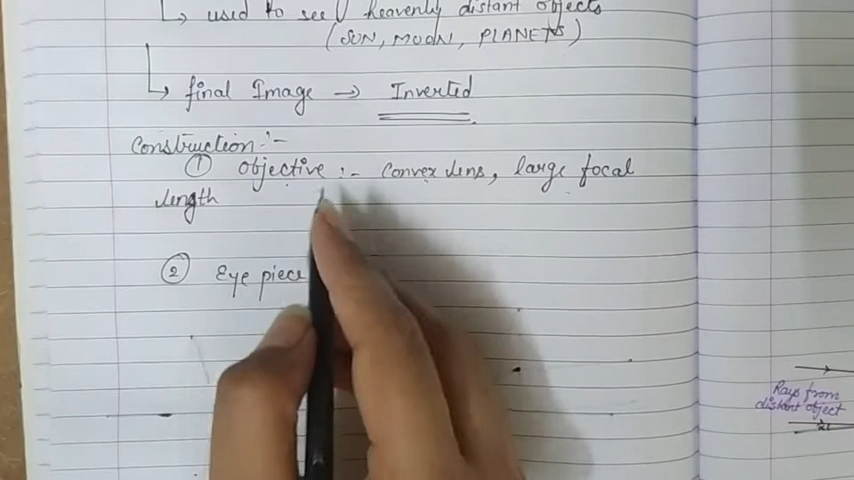 ↳ used to see heavenly distant objects
(SUN, MOON, PLANETS)
↳ final Image → Inverted
Construction :-
① Objective :- Convex lens, large focal
length
② Eye piece
Rays from
distant object